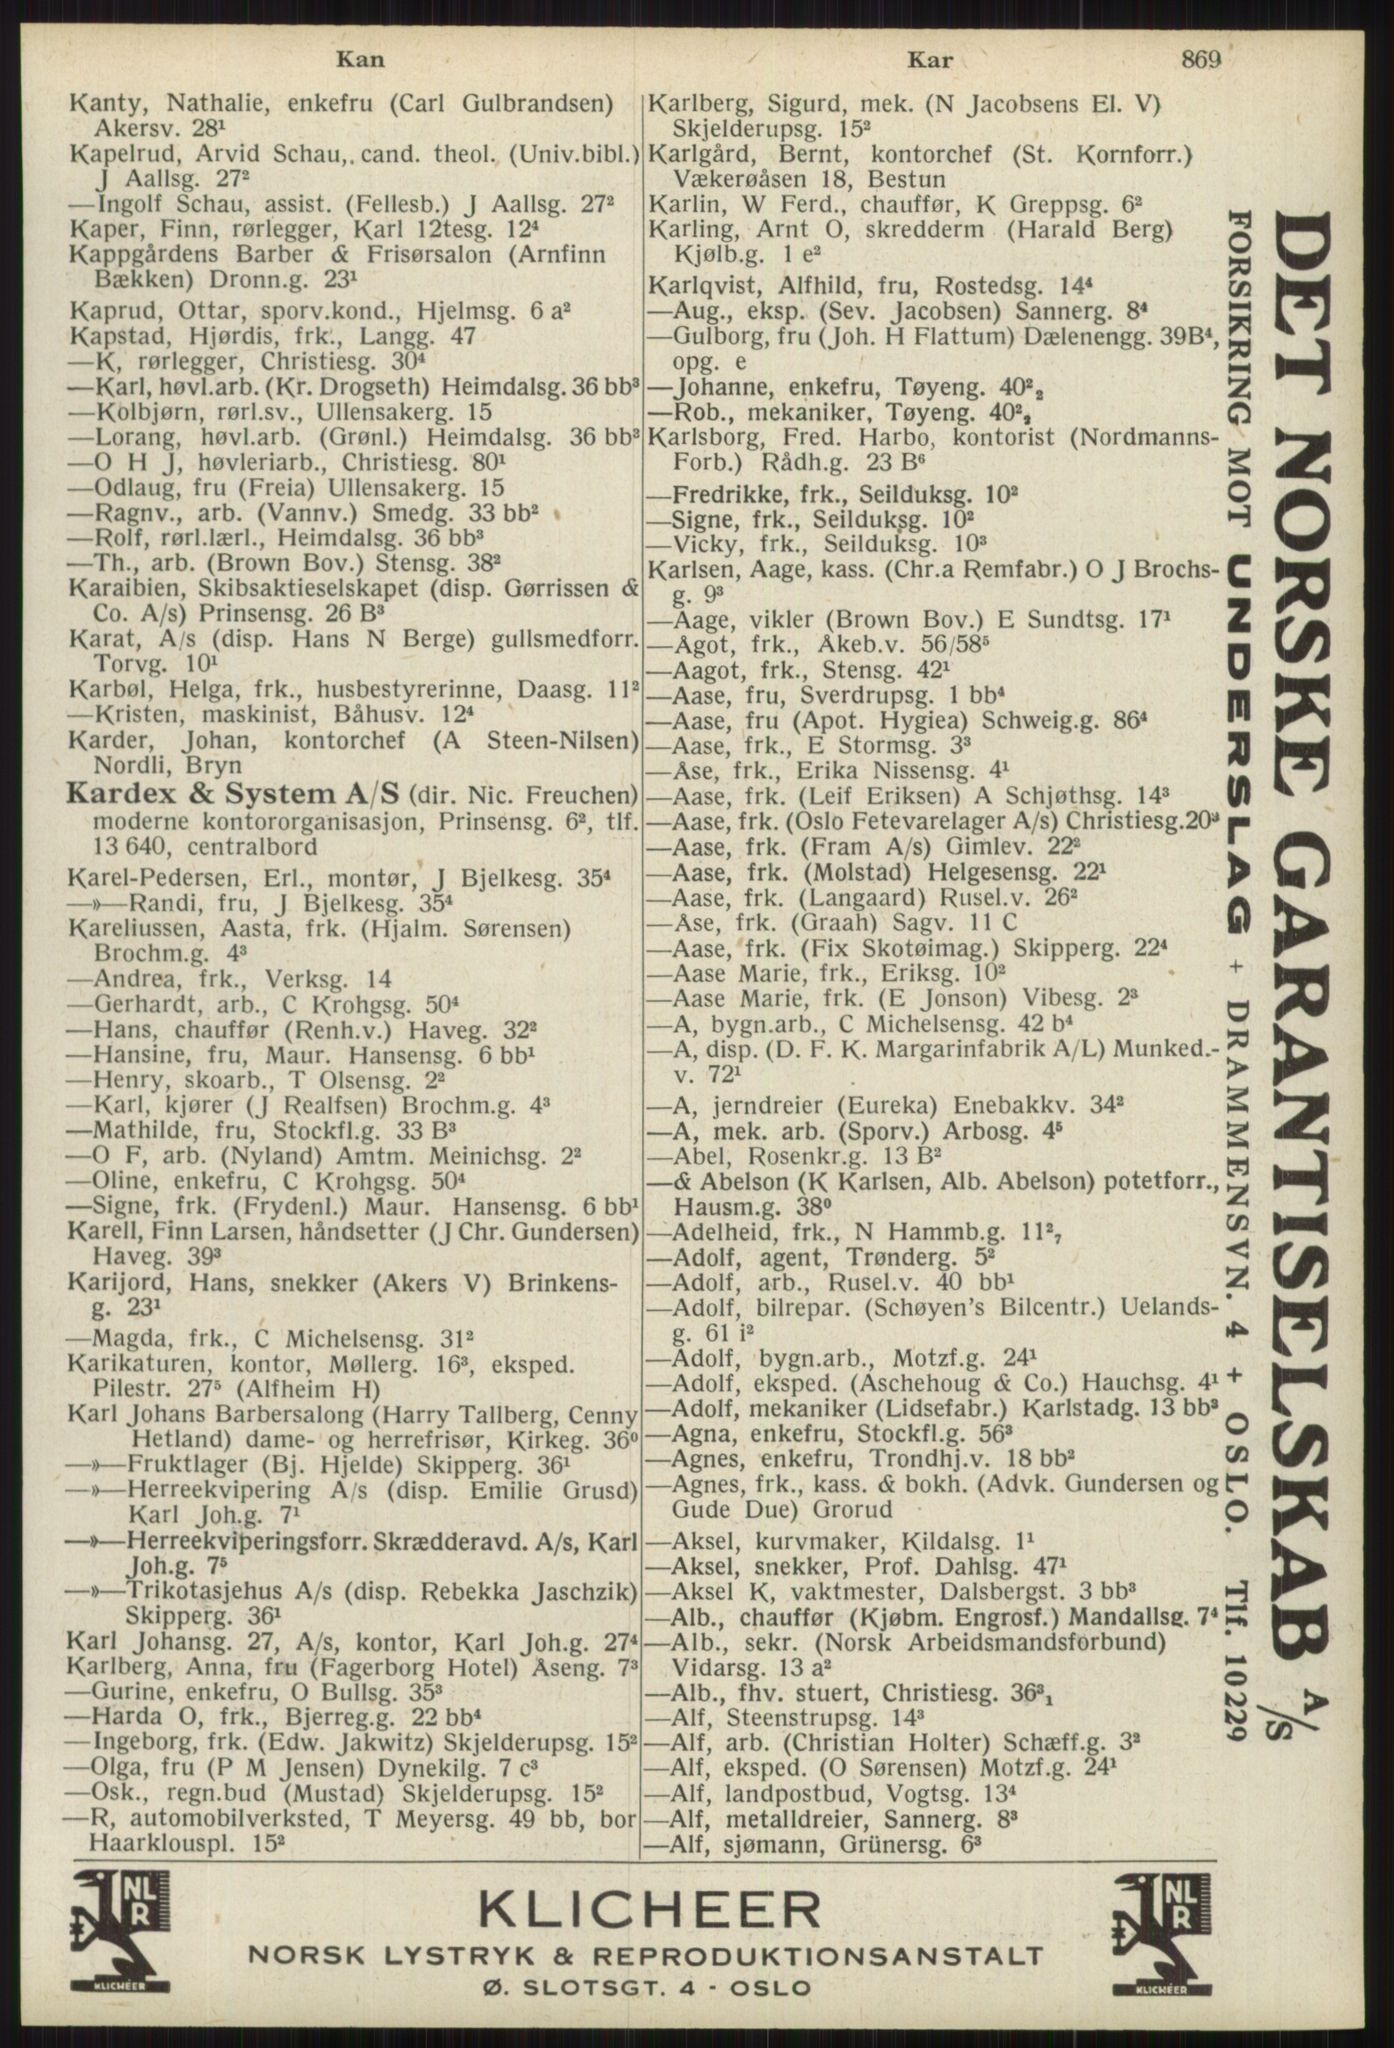 Kan
Kar
869
Kanty, Nathalie, enkefru (Carl Gulbrandsen)
Akersv. 28¹
Kapelrud, Arvid Schau,. cand. theol. (Univ.bibl.)
J Aallsg. 27²
—Ingolf Schau, assist. (Fellesb.) J Aallsg. 27²
Kaper, Finn, rørlegger, Karl 12tesg. 12⁴
Kappgårdens Barber & Frisørsalon (Arnfinn
Bækken) Dronn.g. 23¹
Kaprud, Ottar, sporv.kond., Hjelmsg. 6 a²
Kapstad, Hjørdis, frk., Langg. 47
—K, rørlegger, Christiesg. 30⁴
—Karl, høvl.arb. (Kr. Drogseth) Heimdalsg. 36 bb³
—Kolbjørn, rørl.sv., Ullensakerg. 15
—Lorang, høvl.arb. (Grønl.) Heimdalsg. 36 bb³
—O H J, høvleriarb., Christiesg. 80¹
—Odlaug, fru (Freia) Ullensakerg. 15
—Ragnv., arb. (Vannv.) Smedg. 33 bb²
—Rolf, rørl.lærl., Heimdalsg. 36 bb³
—Th., arb. (Brown Bov.) Stensg. 38²
Karaibien, Skibsaktieselskapet (disp. Gørrissen &
Co. A/s) Prinsensg. 26 B³
Karat, A/s (disp. Hans N Berge) gullsmedforr.
Torvg. 10¹
Karbøl, Helga, frk., husbestyrerinne, Daasg. 11²
—Kristen, maskinist, Båhusv. 12⁴
Karder, Johan, kontorchef (A Steen-Nilsen)
Nordli, Bryn
Kardex & System A/S (dir. Nic. Freuchen)
moderne kontororganisasjon, Prinsensg. 6², tlf.
13 640, centralbord
Karel-Pedersen, Erl., montør, J Bjelkesg. 35⁴
—»—Randi, fru, J Bjelkesg. 35⁴
Kareliussen, Aasta, frk. (Hjalm. Sørensen)
Brochm.g. 4³
—Andrea, frk., Verksg. 14
—Gerhardt, arb., C Krohgsg. 50⁴
—Hans, chauffør (Renh.v.) Haveg. 32²
—Hansine, fru, Maur. Hansensg. 6 bb¹
—Henry, skoarb., T Olsensg. 2²
—Karl, kjører (J Realfsen) Brochm.g. 4³
—Mathilde, fru, Stockfl.g. 33 B³
—O F, arb. (Nyland) Amtm. Meinichsg. 2²
—Oline, enkefru, C Krohgsg. 50⁴
—Signe, frk. (Frydenl.) Maur. Hansensg. 6 bb¹
Karell, Finn Larsen, håndsetter (J Chr. Gundersen)
Haveg. 39³
Karijord, Hans, snekker (Akers V) Brinkens-
g. 23¹
—Magda, frk., C Michelsensg. 31²
Karikaturen, kontor, Møllerg. 16³, eksped.
Pilestr. 27⁵ (Alfheim H)
Karl Johans Barbersalong (Harry Tallberg, Cenny
Hetland) dame- og herrefrisør, Kirkeg. 36⁰
—»—Fruktlager (Bj. Hjelde) Skipperg. 36¹
—»—Herreekvipering A/s (disp. Emilie Grusd)
Karl Joh.g. 7¹
—»—Herreekviperingsforr. Skrædderavd. A/s, Karl
Joh.g. 7⁵
—»—Trikotasjehus A/s (disp. Rebekka Jaschzik)
Skipperg. 36¹
Karl Johansg. 27, A/s, kontor, Karl Joh.g. 27⁴
Karlberg, Anna, fru (Fagerborg Hotel) Åseng. 7³
—Gurine, enkefru, O Bullsg. 35³
—Harda O, frk., Bjerreg.g. 22 bb⁴
—Ingeborg, frk. (Edw. Jakwitz) Skjelderupsg. 15²
—Olga, fru (P M Jensen) Dynekilg. 7 c³
—Osk., regn.bud (Mustad) Skjelderupsg. 15²
—R, automobilverksted, T Meyersg. 49 bb, bor
Haarklouspl. 15²
Karlberg, Sigurd, mek. (N Jacobsens El. V)
Skjelderupsg. 15²
Karlgård, Bernt, kontorchef (St. Kornforr.)
Vækerøåsen 18, Bestun
Karlin, W Ferd., chauffør, K Greppsg. 6²
Karling, Arnt O, skredderm (Harald Berg)
Kjølb.g. 1 e²
Karlqvist, Alfhild, fru, Rostedsg. 14⁴
—Aug., eksp. (Sev. Jacobsen) Sannerg. 8⁴
—Gulborg, fru (Joh. H Flattum) Dælenengg. 39B⁴,
opg. e
—Johanne, enkefru, Tøyeng. 40²₂
—Rob., mekaniker, Tøyeng. 40²₂
Karlsborg, Fred. Harbo, kontorist (Nordmanns-
Forb.) Rådh.g. 23 B⁶
—Fredrikke, frk., Seilduksg. 10²
—Signe, frk., Seilduksg. 10²
—Vicky, frk., Seilduksg. 10³
Karlsen, Aage, kass. (Chr.a Remfabr.) O J Brochs-
g. 9³
—Aage, vikler (Brown Bov.) E Sundtsg. 17¹
—Ågot, frk., Åkeb.v. 56/58⁵
—Aagot, frk., Stensg. 42¹
—Aase, fru, Sverdrupsg. 1 bb⁴
—Aase, fru (Apot. Hygiea) Schweig.g. 86⁴
—Aase, frk., E Stormsg. 3³
—Åse, frk., Erika Nissensg. 4¹
—Aase, frk. (Leif Eriksen) A Schjøthsg. 14³
—Aase, frk. (Oslo Fetevarelager A/s) Christiesg.20³
—Aase, frk. (Fram A/s) Gimlev. 22²
—Aase, frk. (Molstad) Helgesensg. 22¹
—Aase, frk. (Langaard) Rusel.v. 26²
—Åse, frk. (Graah) Sagv. 11 C
—Aase, frk. (Fix Skotøimag.) Skipperg. 22⁴
—Aase Marie, frk., Eriksg. 10²
—Aase Marie, frk. (E Jonson) Vibesg. 2³
—A, bygn.arb., C Michelsensg. 42 b⁴
—A, disp. (D. F. K. Margarinfabrik A/L) Munked.-
v. 72¹
—A, jerndreier (Eureka) Enebakkv. 34²
—A, mek. arb. (Sporv.) Arbosg. 4⁵
—Abel, Rosenkr.g. 13 B²
—& Abelson (K Karlsen, Alb. Abelson) potetforr.,
Hausm.g. 38⁰
—Adelheid, frk., N Hammb.g. 11²₇
—Adolf, agent, Trønderg. 5²
—Adolf, arb., Rusel.v. 40 bb¹
—Adolf, bilrepar. (Schøyen's Bilcentr.) Uelands-
g. 61 i²
—Adolf, bygn.arb., Motzf.g. 24¹
—Adolf, eksped. (Aschehoug & Co.) Hauchsg. 4¹
—Adolf, mekaniker (Lidsefabr.) Karlstadg. 13 bb³
—Agna, enkefru, Stockfl.g. 56³
—Agnes, enkefru, Trondhj.v. 18 bb²
—Agnes, frk., kass. & bokh. (Advk. Gundersen og
Gude Due) Grorud
—Aksel, kurvmaker, Kildalsg. 1¹
—Aksel, snekker, Prof. Dahlsg. 47¹
—Aksel K, vaktmester, Dalsbergst. 3 bb³
—Alb., chauffør (Kjøbm. Engrosf.) Mandallsg. 7⁴
—Alb., sekr. (Norsk Arbeidsmandsforbund)
Vidarsg. 13 a²
—Alb., fhv. stuert, Christiesg. 36³₁
—Alf, Steenstrupsg. 14³
—Alf, arb. (Christian Holter) Schæff.g. 3²
—Alf, eksped. (O Sørensen) Motzf.g. 24¹
—Alf, landpostbud, Vogtsg. 13⁴
—Alf, metalldreier, Sannerg. 8³
—Alf, sjømann, Grünersg. 6³
DET NORSKE GARANTISELSKAB A/S
FORSIKRING MOT UNDERSLAG + DRAMMENSVN. 4 + OSLO. Tlf. 10229
NLR
KLICHEER
KLICHEER
NORSK LYSTRYK & REPRODUKTIONSANSTALT
Ø. SLOTSGT. 4 - OSLO
NLR
KLICHEER